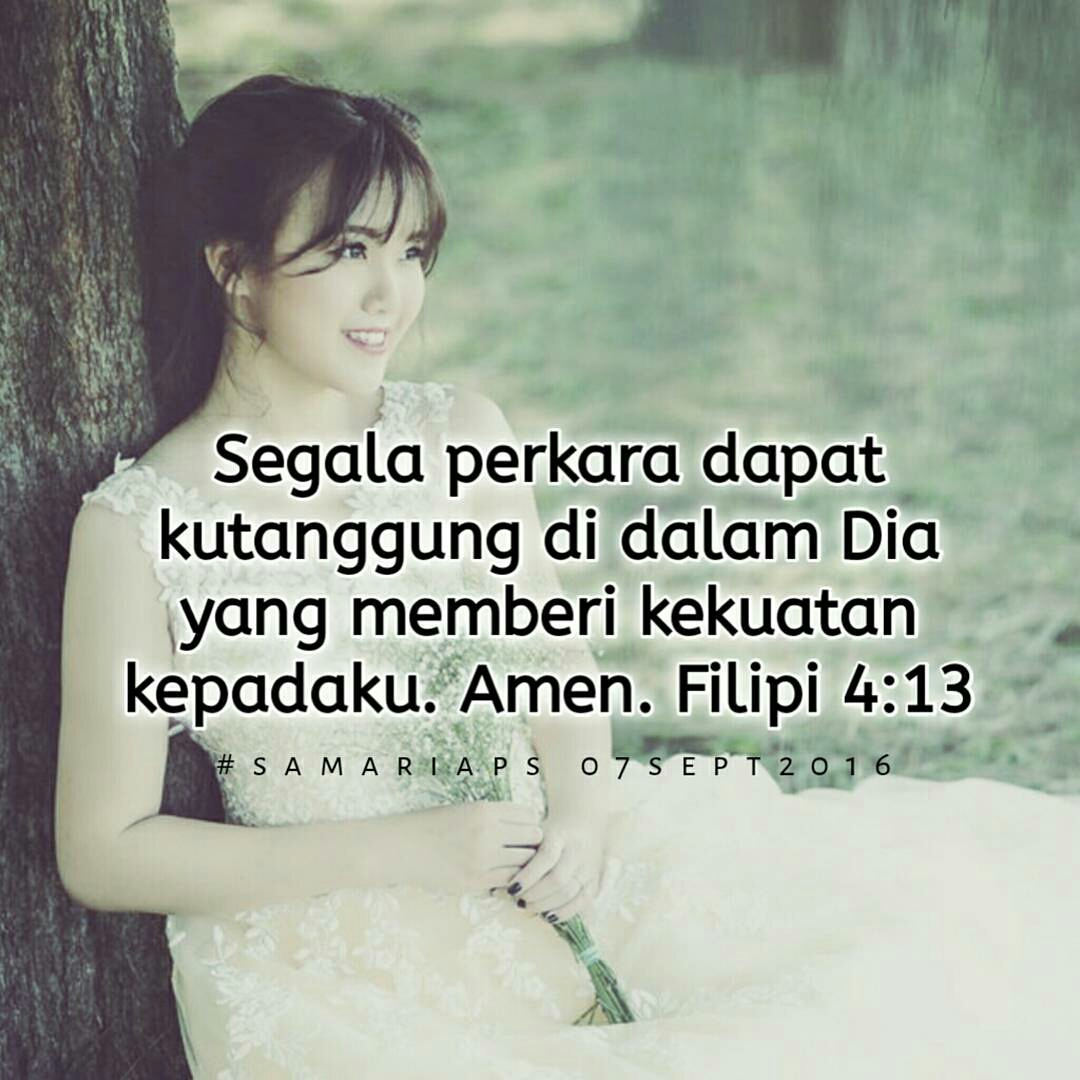 Segala perkara dapat
kutanggung di dalam Dia
yang memberi kekuatan
kepadaku. Amen. Filipi 4:13
#SAMARIAPS 07SEPT2016